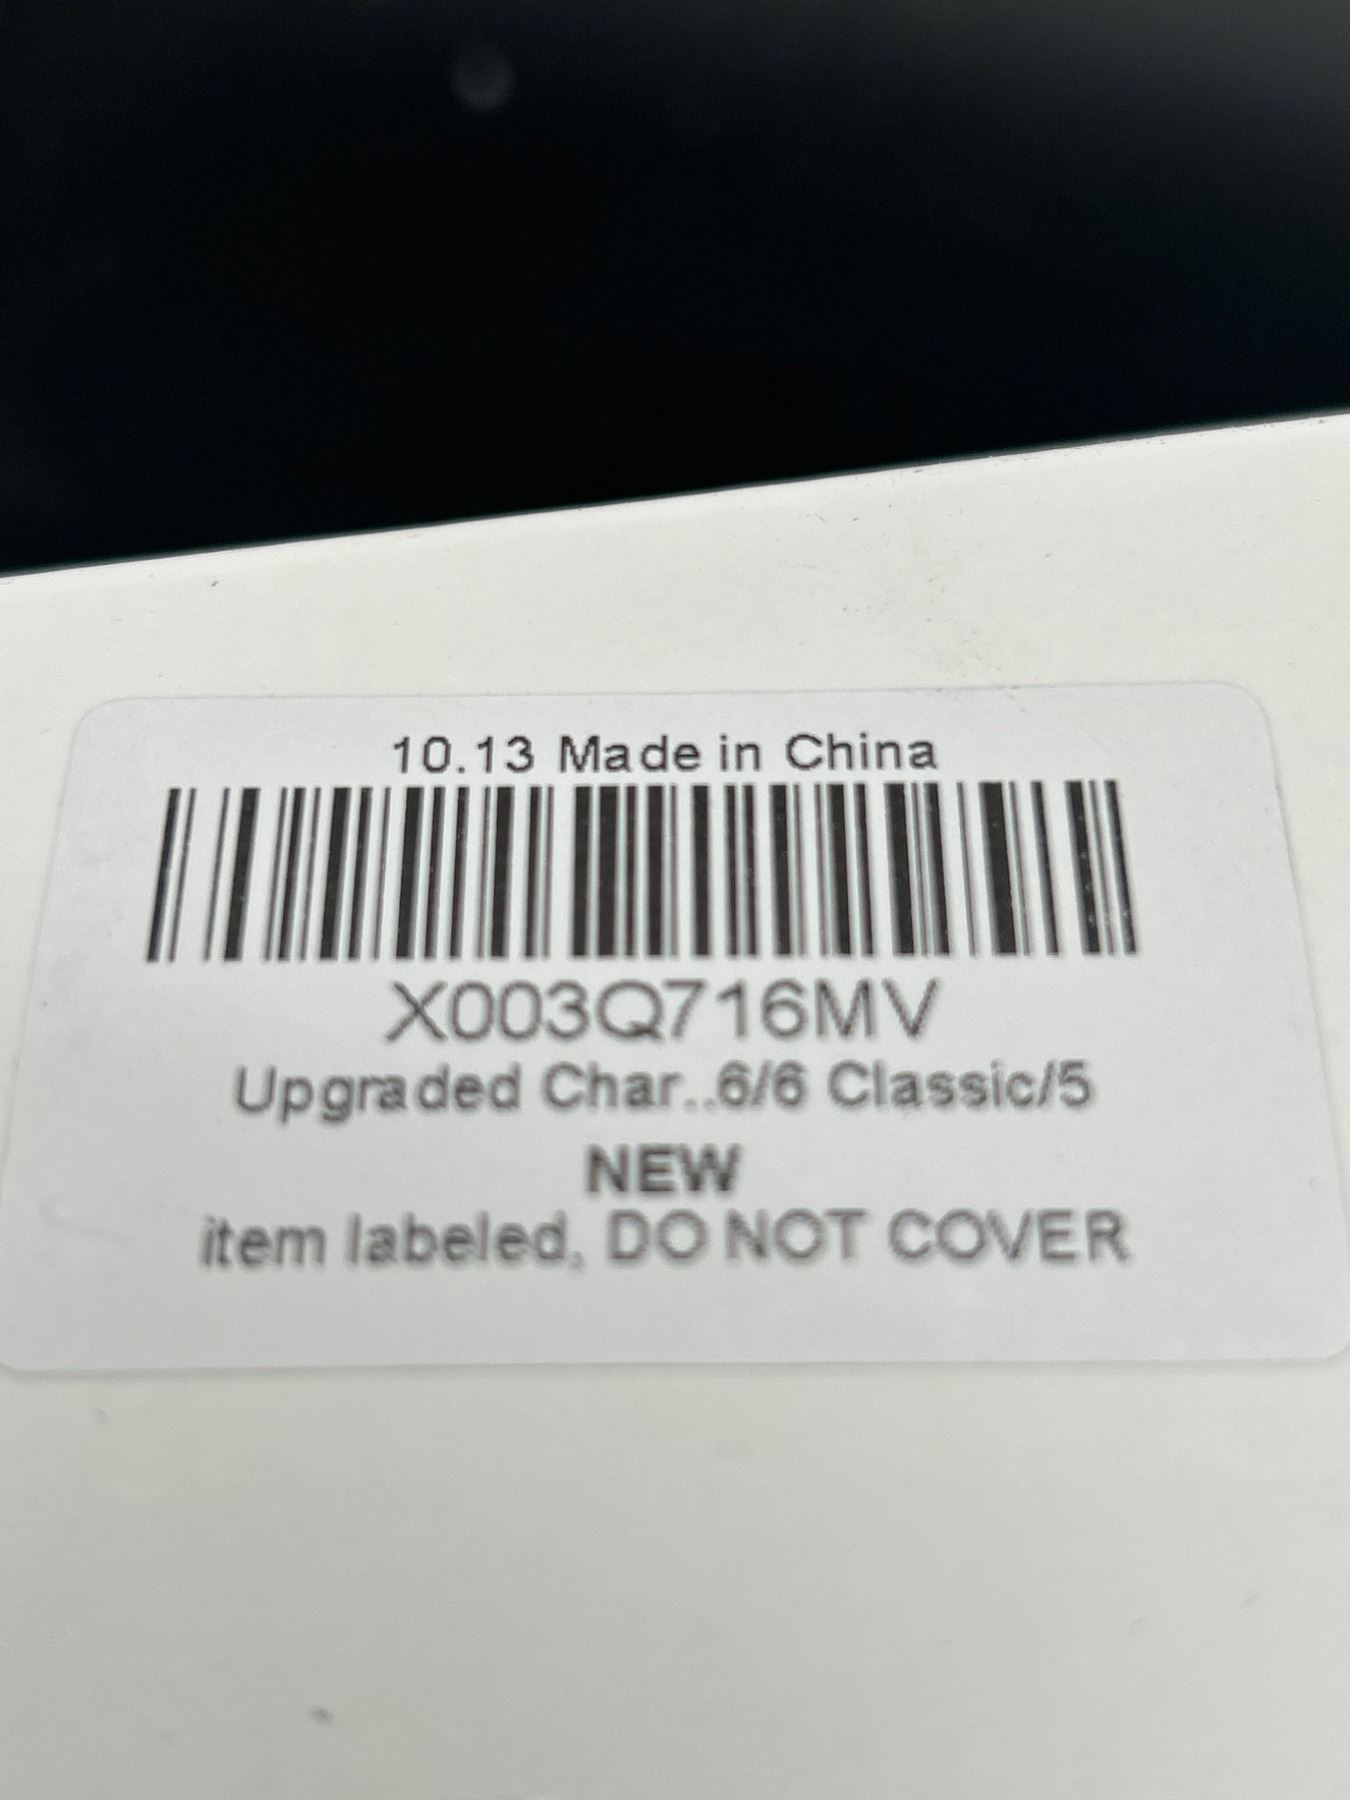 10.13 Made in China
X003Q716MV
Upgraded Char..6/6 Classic/5
NEW
item labeled, DO NOT COVER